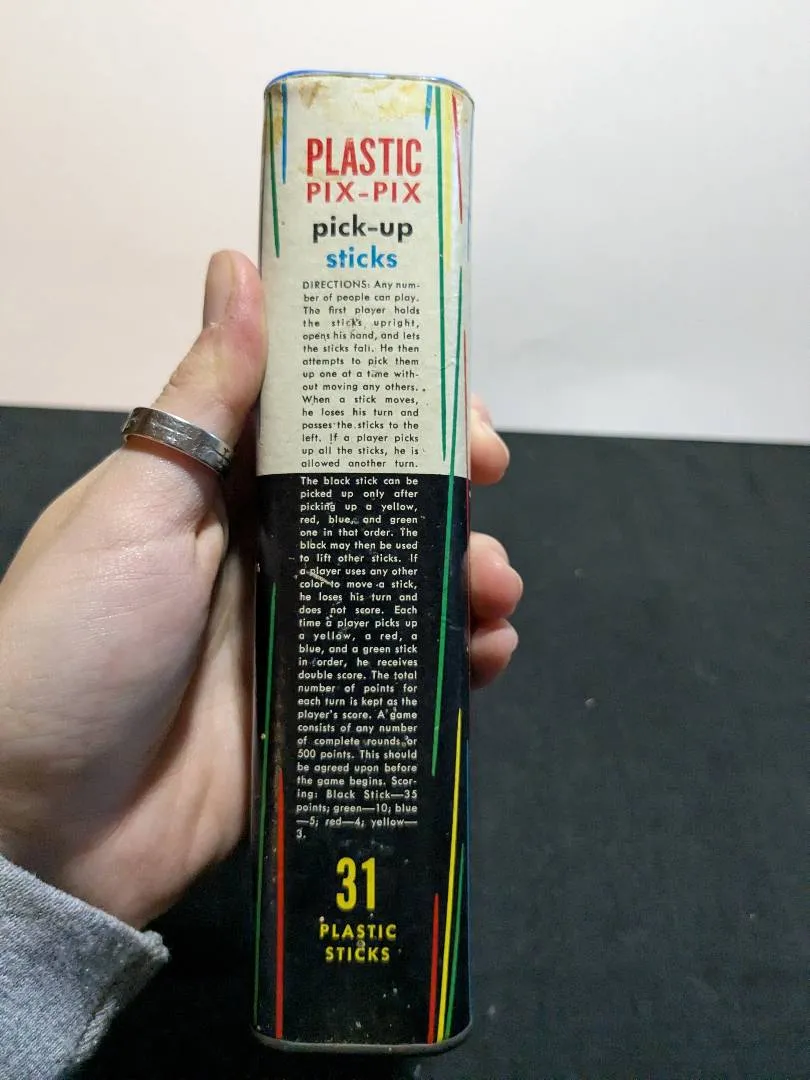 PLASTIC
PIX-PIX
pick-up
sticks
DIRECTIONS: Any num-
ber of people can play.
The first player holds
the sticks upright,
opens his hand, and lets
the sticks fall. He then
attempts to pick them
up one at a time with-
out moving any others.
When a stick moves,
he loses his turn and
passes the sticks to the
left. If a player picks
up all the sticks, he is
allowed another turn.
The black stick can be
picked up only after
picking up a yellow,
red, blue, and green
one in that order. The
black may then be used
to lift other sticks. If
a player uses any other
color to move a stick,
he loses his turn and
does not score. Each
time a player picks up
a yellow, a red, a
blue, and a green stick
in order, he receives
double score. The total
number of points for
each turn is kept as the
player's score. A game
consists of any number
of complete rounds or
500 points. This should
be agreed upon before
the game begins. Scor-
ing: Black Stick—35
points; green—10; blue
—5; red—4; yellow—
3.
31
PLASTIC
STICKS